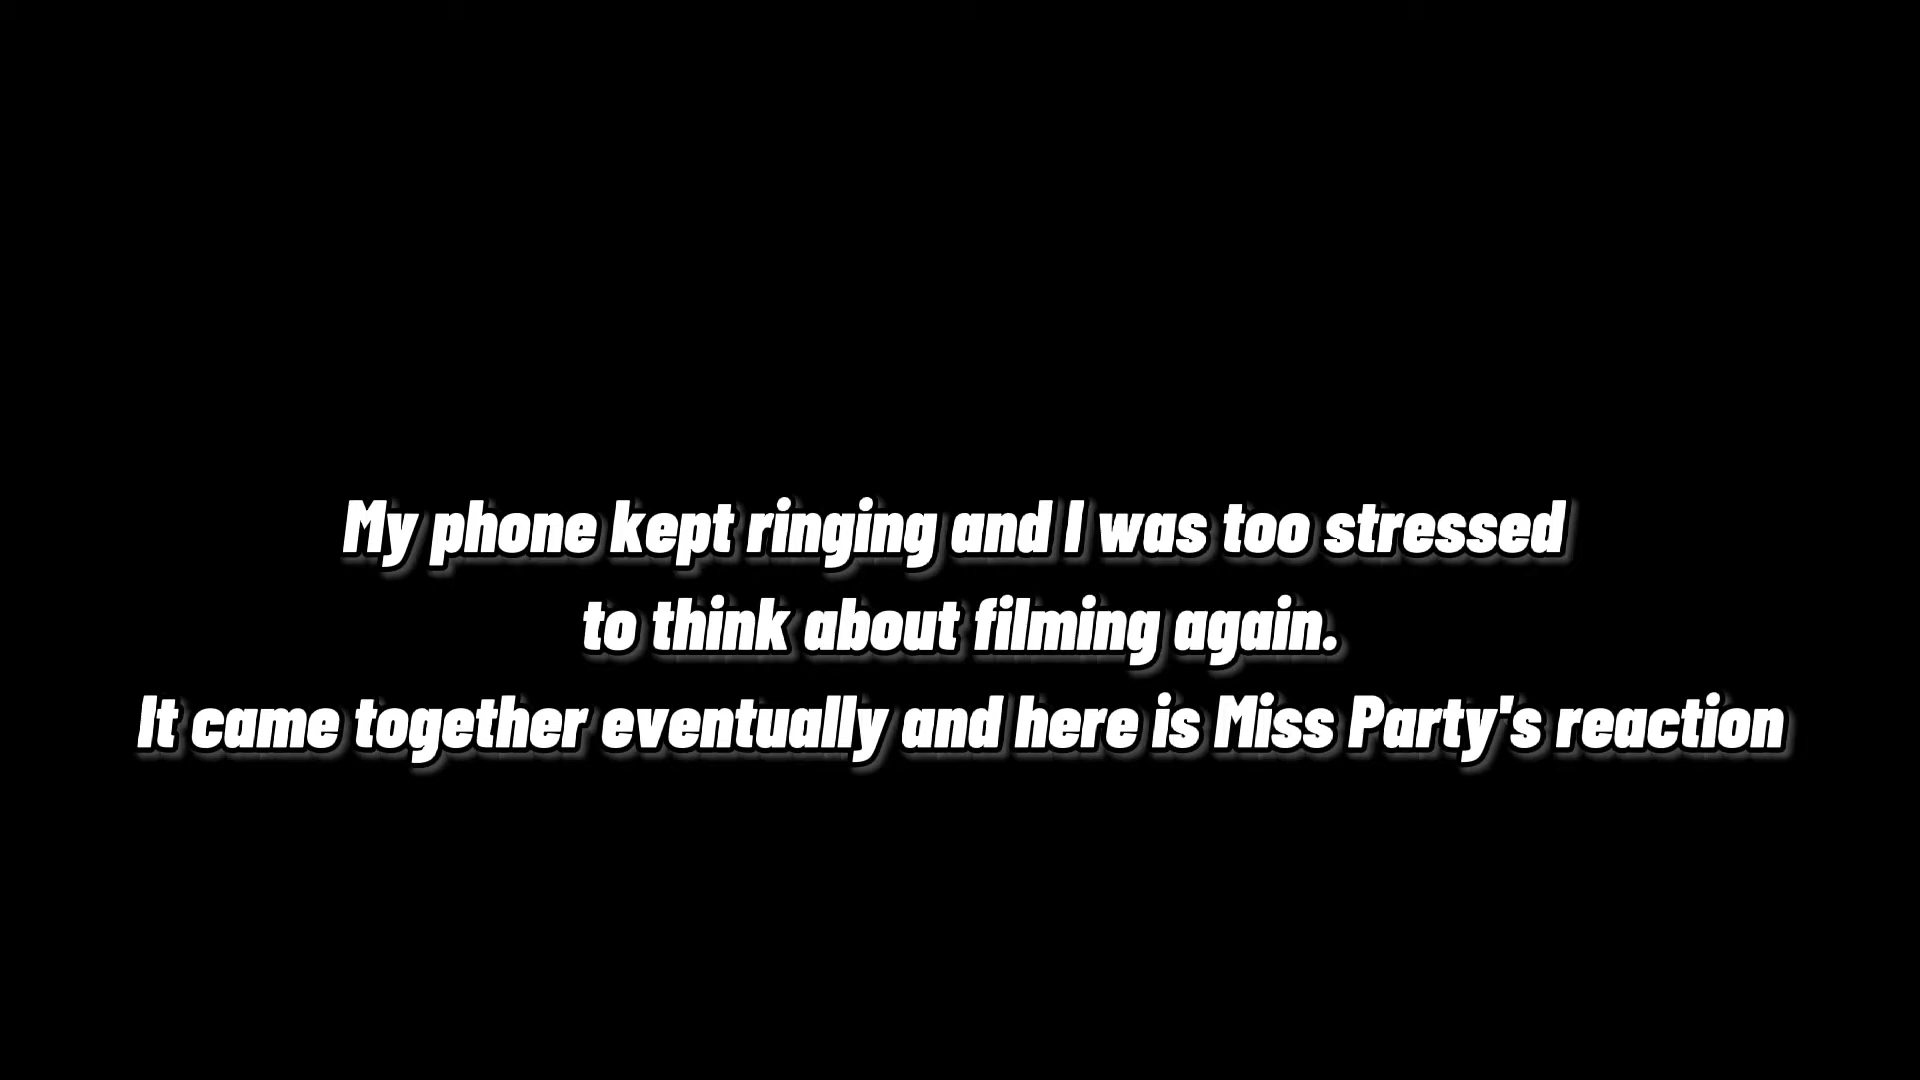 My phone kept ringing and I was too stressed
to think about filming again.
It came together eventually and here is Miss Party's reaction